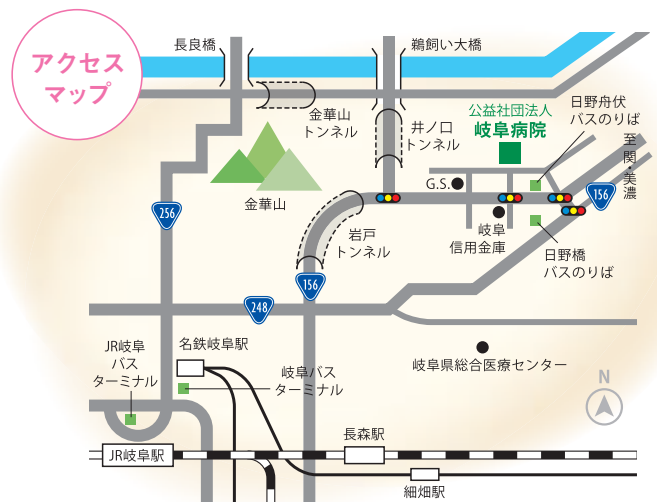 アクセス
マップ
長良橋
鵜飼い大橋
金華山
トンネル
井ノ口
トンネル
公益社団法人
岐阜病院
日野舟伏
バスのりば
至関・美濃
金華山
G.S.
岐阜
信用金庫
156
256
岩戸
トンネル
日野橋
バスのりば
156
248
JR岐阜
バス
ターミナル
名鉄岐阜駅
岐阜バス
ターミナル
岐阜県総合医療センター
N
JR岐阜駅
長森駅
細畑駅